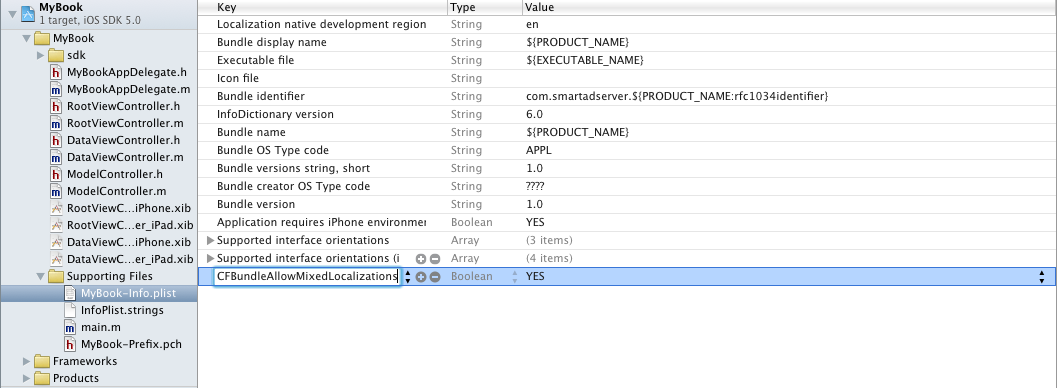 MyBook
1 target, iOS SDK 5.0
MyBook
sdk
MyBookAppDelegate.h
MyBookAppDelegate.m
RootViewController.h
RootViewController.m
DataViewController.h
DataViewController.m
ModelController.h
ModelController.m
RootViewC...iPhone.xib
RootViewC...er_iPad.xib
DataViewC...iPhone.xib
DataViewC...er_iPad.xib
Supporting Files
MyBook-Info.plist
InfoPlist.strings
main.m
MyBook-Prefix.pch
Frameworks
Products
Key Type Value
Localization native development region String en
Bundle display name String ${PRODUCT_NAME}
Executable file String ${EXECUTABLE_NAME}
Icon file String
Bundle identifier String com.smartadserver.${PRODUCT_NAME:rfc1034identifier}
InfoDictionary version String 6.0
Bundle name String ${PRODUCT_NAME}
Bundle OS Type code String APPL
Bundle versions string, short String 1.0
Bundle creator OS Type code String ????
Bundle version String 1.0
Application requires iPhone environmer Boolean YES
Supported interface orientations Array (3 items)
Supported interface orientations (i Array (4 items)
CFBundleAllowMixedLocalizations Boolean YES